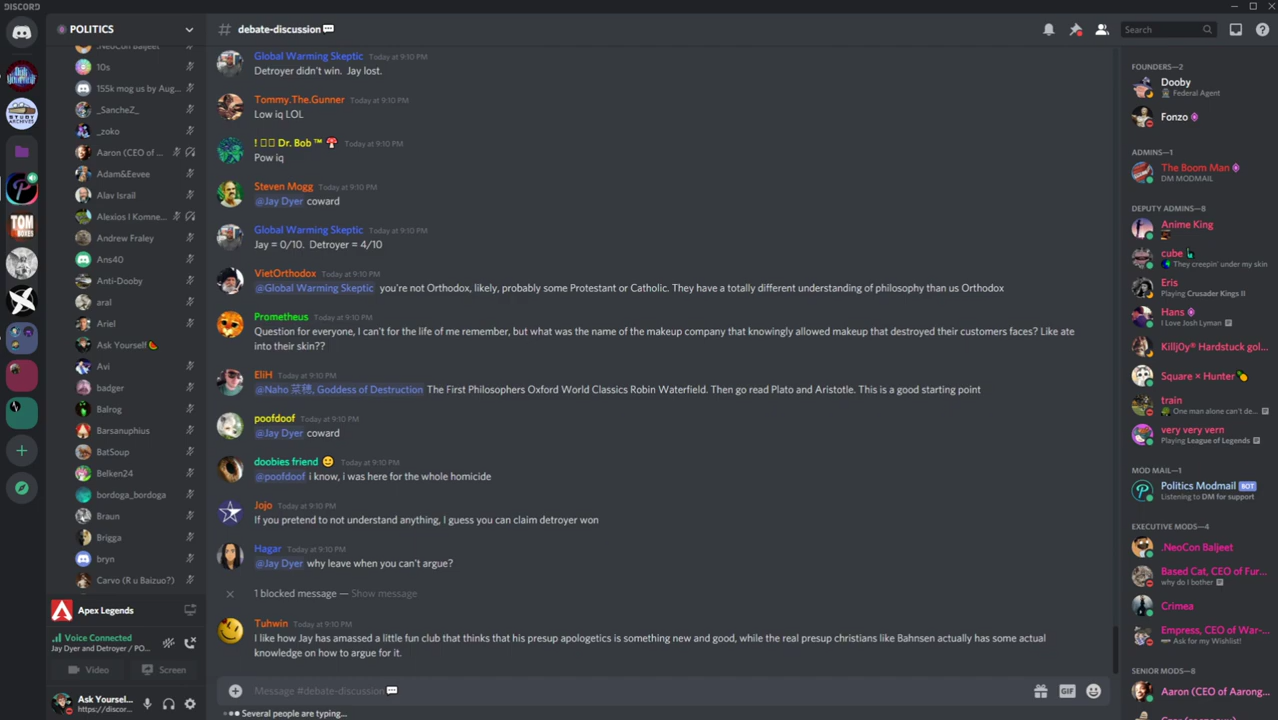 DISCORD
POLITICS
.NeoCon Baljeet
10s
155k mog us by Aug...
_SancheZ_
_zoko
Aaron (CEO of ...
Adam&Eevee
Alav Israil
Alexios I Komne...
Andrew Fraley
Ans40
Anti-Dooby
aral
Ariel
Ask Yourself🍉
Avi
badger
Balrog
Barsanuphius
BatSoup
Belken24
bordoga_bordoga
Braun
Brigga
bryn
Carvo (R u Baizuo?)
Apex Legends
Voice Connected
Jay Dyer and Detroyer / PO...
Video
Screen
Ask Yoursel...
https://discor...
# debate-discussion💬
Search
Global Warming Skeptic Today at 9:10 PM
Detroyer didn't win. Jay lost.
Tommy.The.Gunner Today at 9:10 PM
Low iq LOL
! Dr. Bob ™ 🍄 Today at 9:10 PM
Pow iq
Steven Mogg Today at 9:10 PM
@Jay Dyer coward
Global Warming Skeptic Today at 9:10 PM
Jay = 0/10. Detroyer = 4/10
VietOrthodox Today at 9:10 PM
@Global Warming Skeptic you're not Orthodox, likely, probably some Protestant or Catholic. They have a totally different understanding of philosophy than us Orthodox
Prometheus Today at 9:10 PM
Question for everyone, I can't for the life of me remember, but what was the name of the makeup company that knowingly allowed makeup that destroyed their customers faces? Like ate
into their skin??
EliH Today at 9:10 PM
@Naho 菜穂, Goddess of Destruction The First Philosophers Oxford World Classics Robin Waterfield. Then go read Plato and Aristotle. This is a good starting point
poofdoof Today at 9:10 PM
@Jay Dyer coward
doobies friend 🙂 Today at 9:10 PM
@poofdoof i know, i was here for the whole homicide
Jojo Today at 9:10 PM
If you pretend to not understand anything, I guess you can claim detroyer won
Hagar Today at 9:10 PM
@Jay Dyer why leave when you can't argue?
1 blocked message — Show message
Tuhwin Today at 9:10 PM
I like how Jay has amassed a little fun club that thinks that his presup apologetics is something new and good, while the real presup christians like Bahnsen actually has some actual
knowledge on how to argue for it.
Message #debate-discussion💬
GIF
Several people are typing...
FOUNDERS—2
Dooby
Federal Agent
Fonzo
ADMINS—1
The Boom Man
DM MODMAIL
DEPUTY ADMINS—8
Anime King
cube
They creepin' under my skin
Eris
Playing Crusader Kings II
Hans
I Love Josh Lyman
Killj0y® Hardstuck gol...
Square × Hunter 🍍
train
One man alone can't de...
very very vern
Playing League of Legends
MOD MAIL—1
Politics Modmail BOT
Listening to DM for support
EXECUTIVE MODS—4
.NeoCon Baljeet
Based Cat, CEO of Fur...
why do I bother
Crimea
Empress, CEO of War-...
Ask for my Wishlist!
SENIOR MODS—8
Aaron (CEO of Aarong...